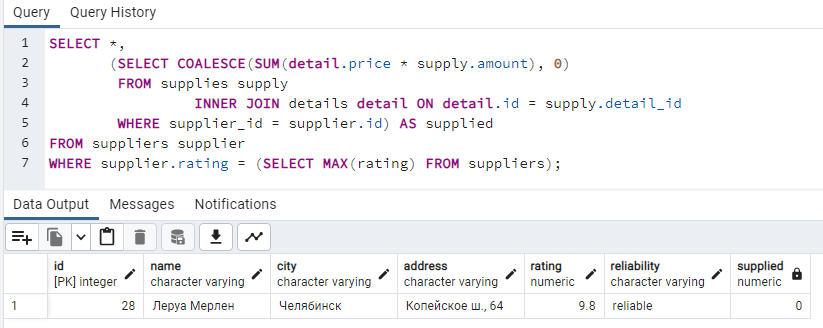 Query Query History
1 SELECT *,
2 (SELECT COALESCE(SUM(detail.price * supply.amount), 0)
3 FROM supplies supply
4 INNER JOIN details detail ON detail.id = supply.detail_id
5 WHERE supplier_id = supplier.id) AS supplied
6 FROM suppliers supplier
7 WHERE supplier.rating = (SELECT MAX(rating) FROM suppliers);
Data Output Messages Notifications
id name city address rating reliability supplied
[PK] integer character varying character varying character varying numeric character varying numeric
1 28 Леруа Мерлен Челябинск Копейское ш., 64 9.8 reliable 0